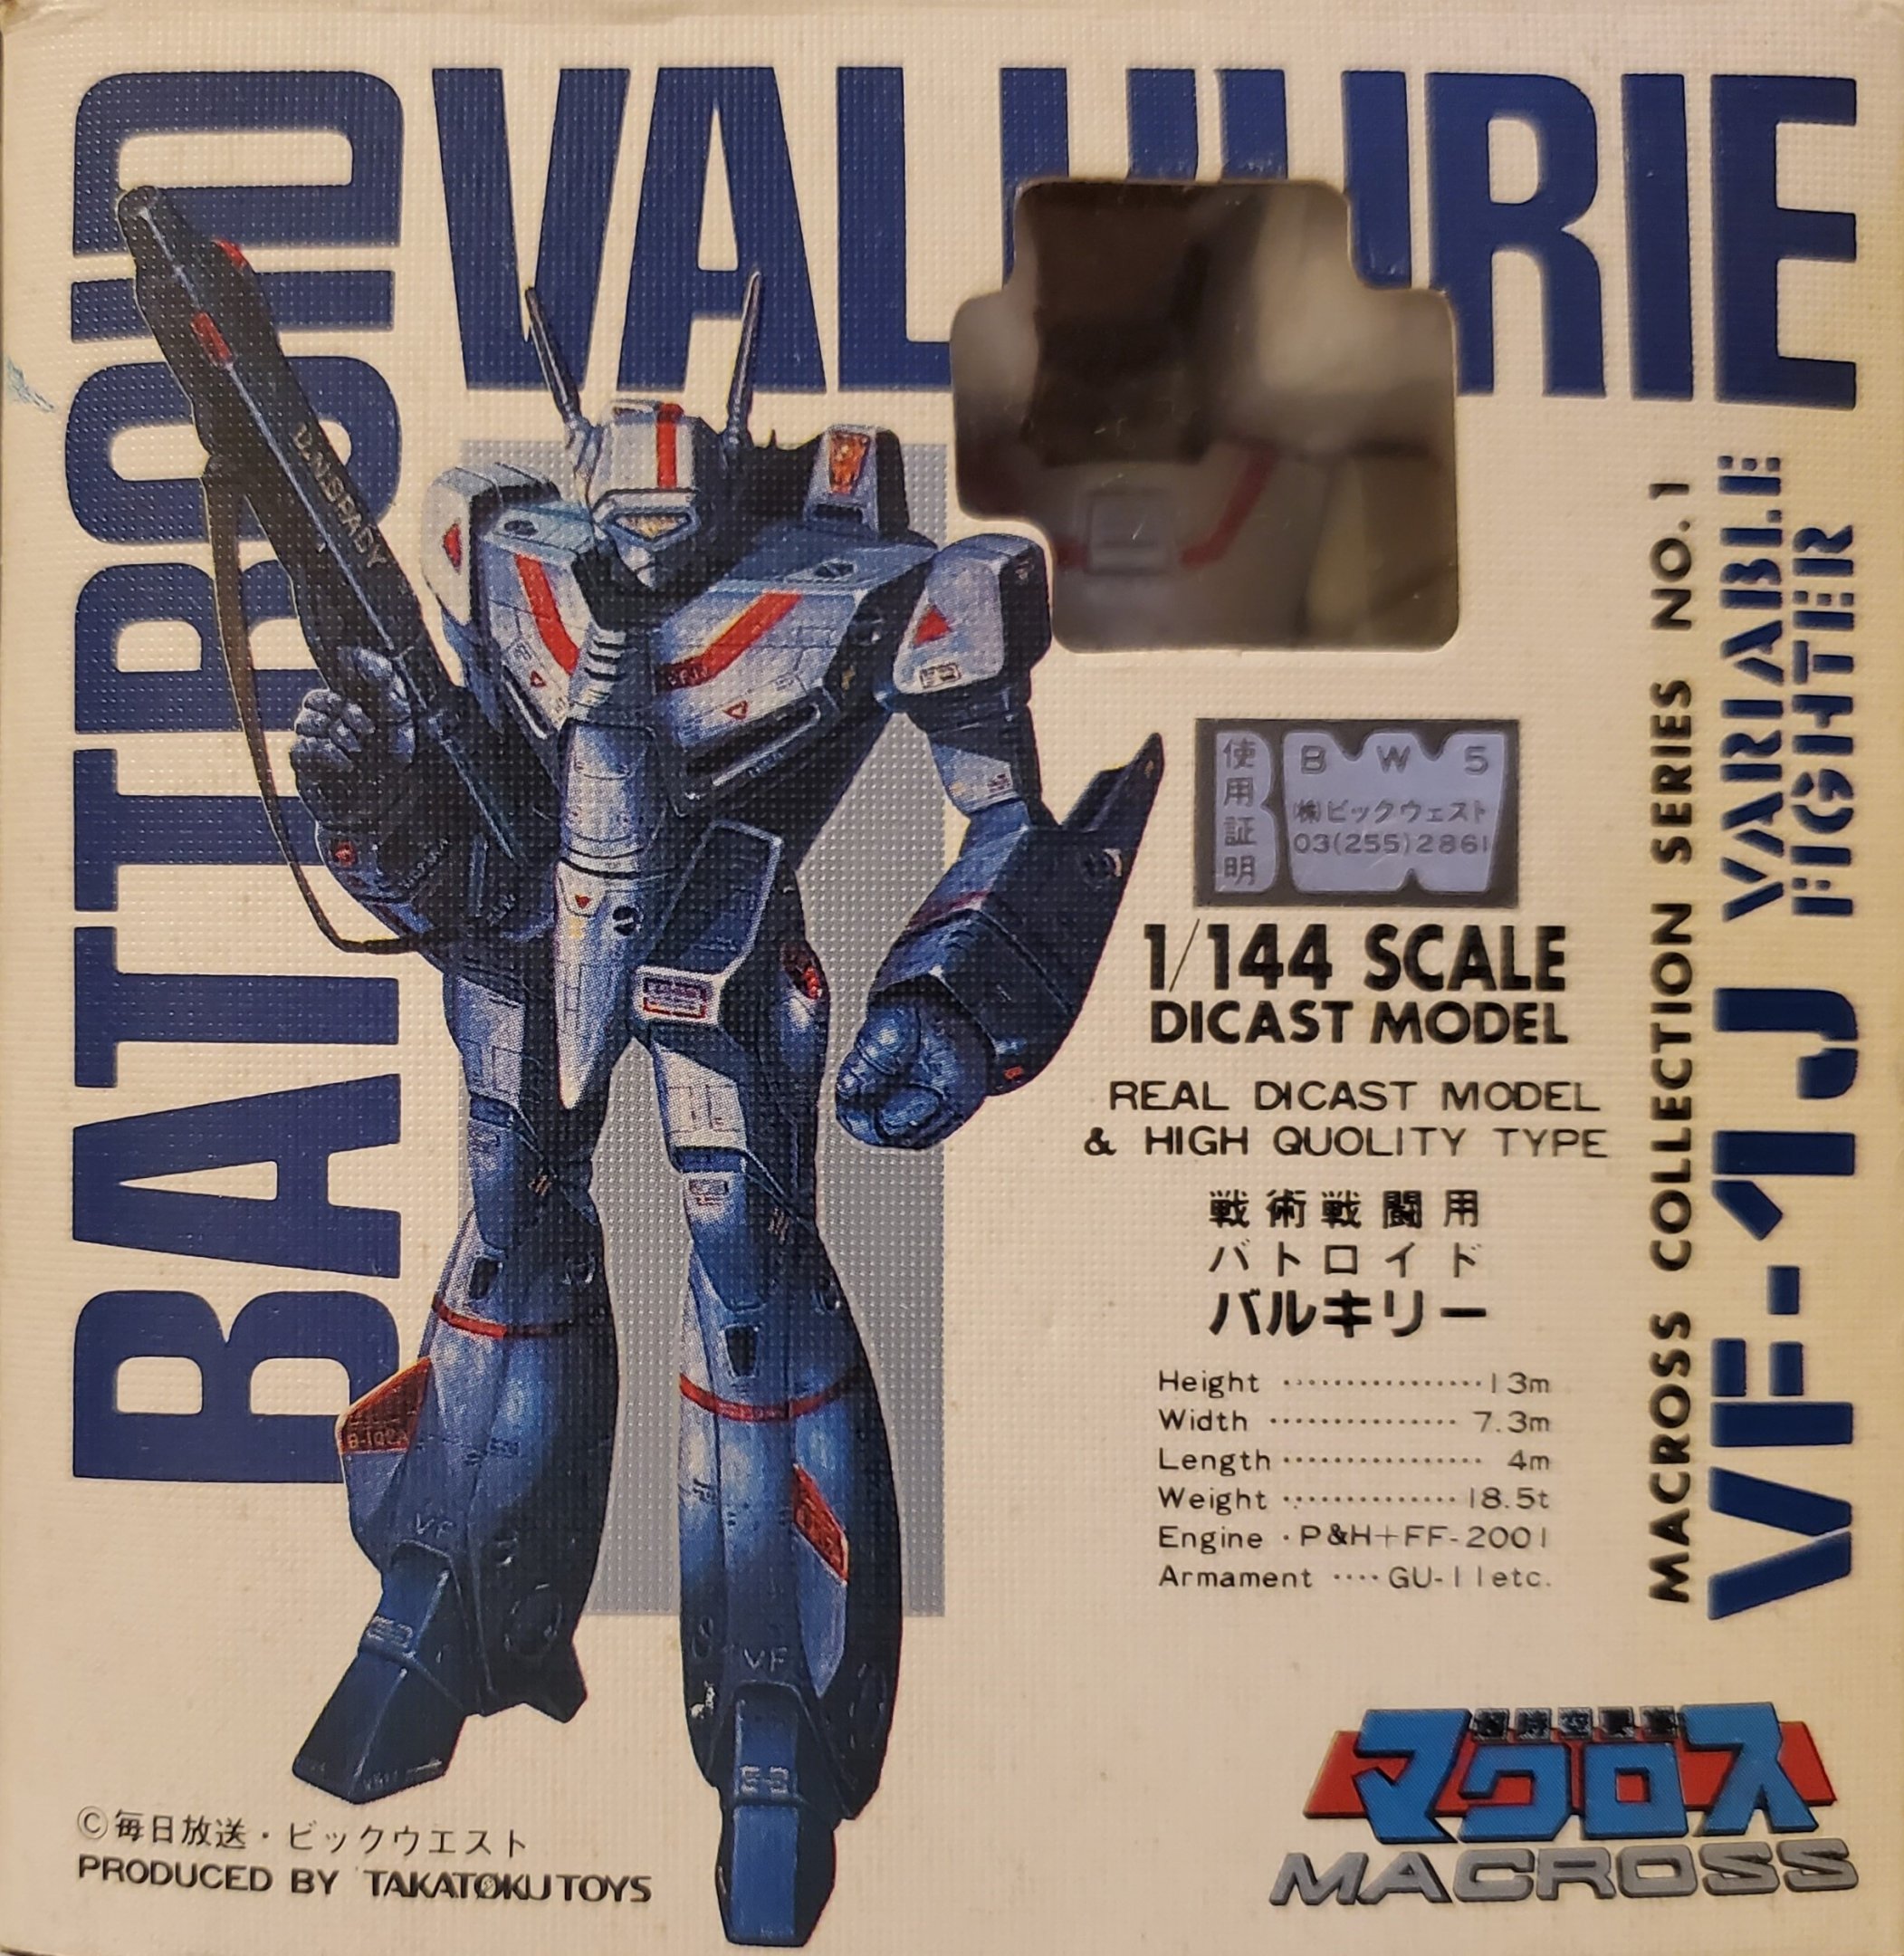 BATTROID
VALKYRIE
U.N.SPACY
使用証明
B W 5
(株)ビックウェスト
03(255)2861
1/144 SCALE
DICAST MODEL
REAL DICAST MODEL
& HIGH QUOLITY TYPE
戦術戦闘用
バトロイド
バルキリー
Height ················13m
Width ·············· 7.3m
Length ··············· 4m
Weight ·············18.5t
Engine ·P&H+FF-2001
Armament ····GU-11etc.
MACROSS COLLECTION SERIES NO.1
VF-1J VARIABLE FIGHTER
VF
VF
超時空要塞
マクロス
MACROSS
©毎日放送・ビックウエスト
PRODUCED BY TAKATOKU TOYS